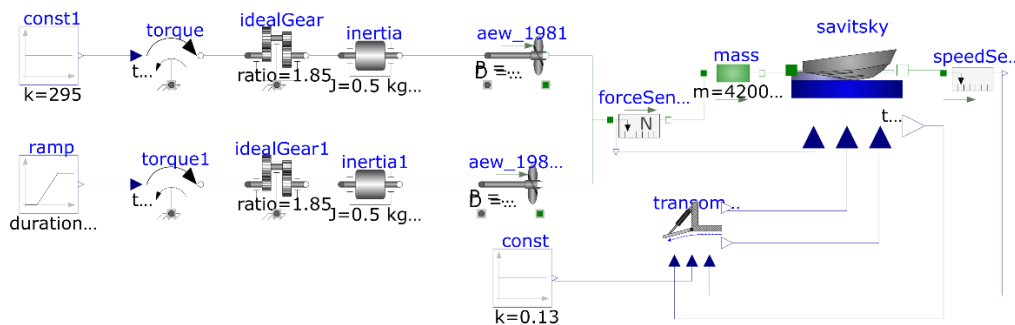 const1
k=295
torque
t...
idealGear
ratio=1.85
inertia
J=0.5 kg...
aew_1981
forceSen...
N
mass
m=4200...
savitsky
t...
speedSe...
ramp
duration...
torque1
t...
idealGear1
ratio=1.85
inertia1
J=0.5 kg...
aew_198...
transom...
const
k=0.13